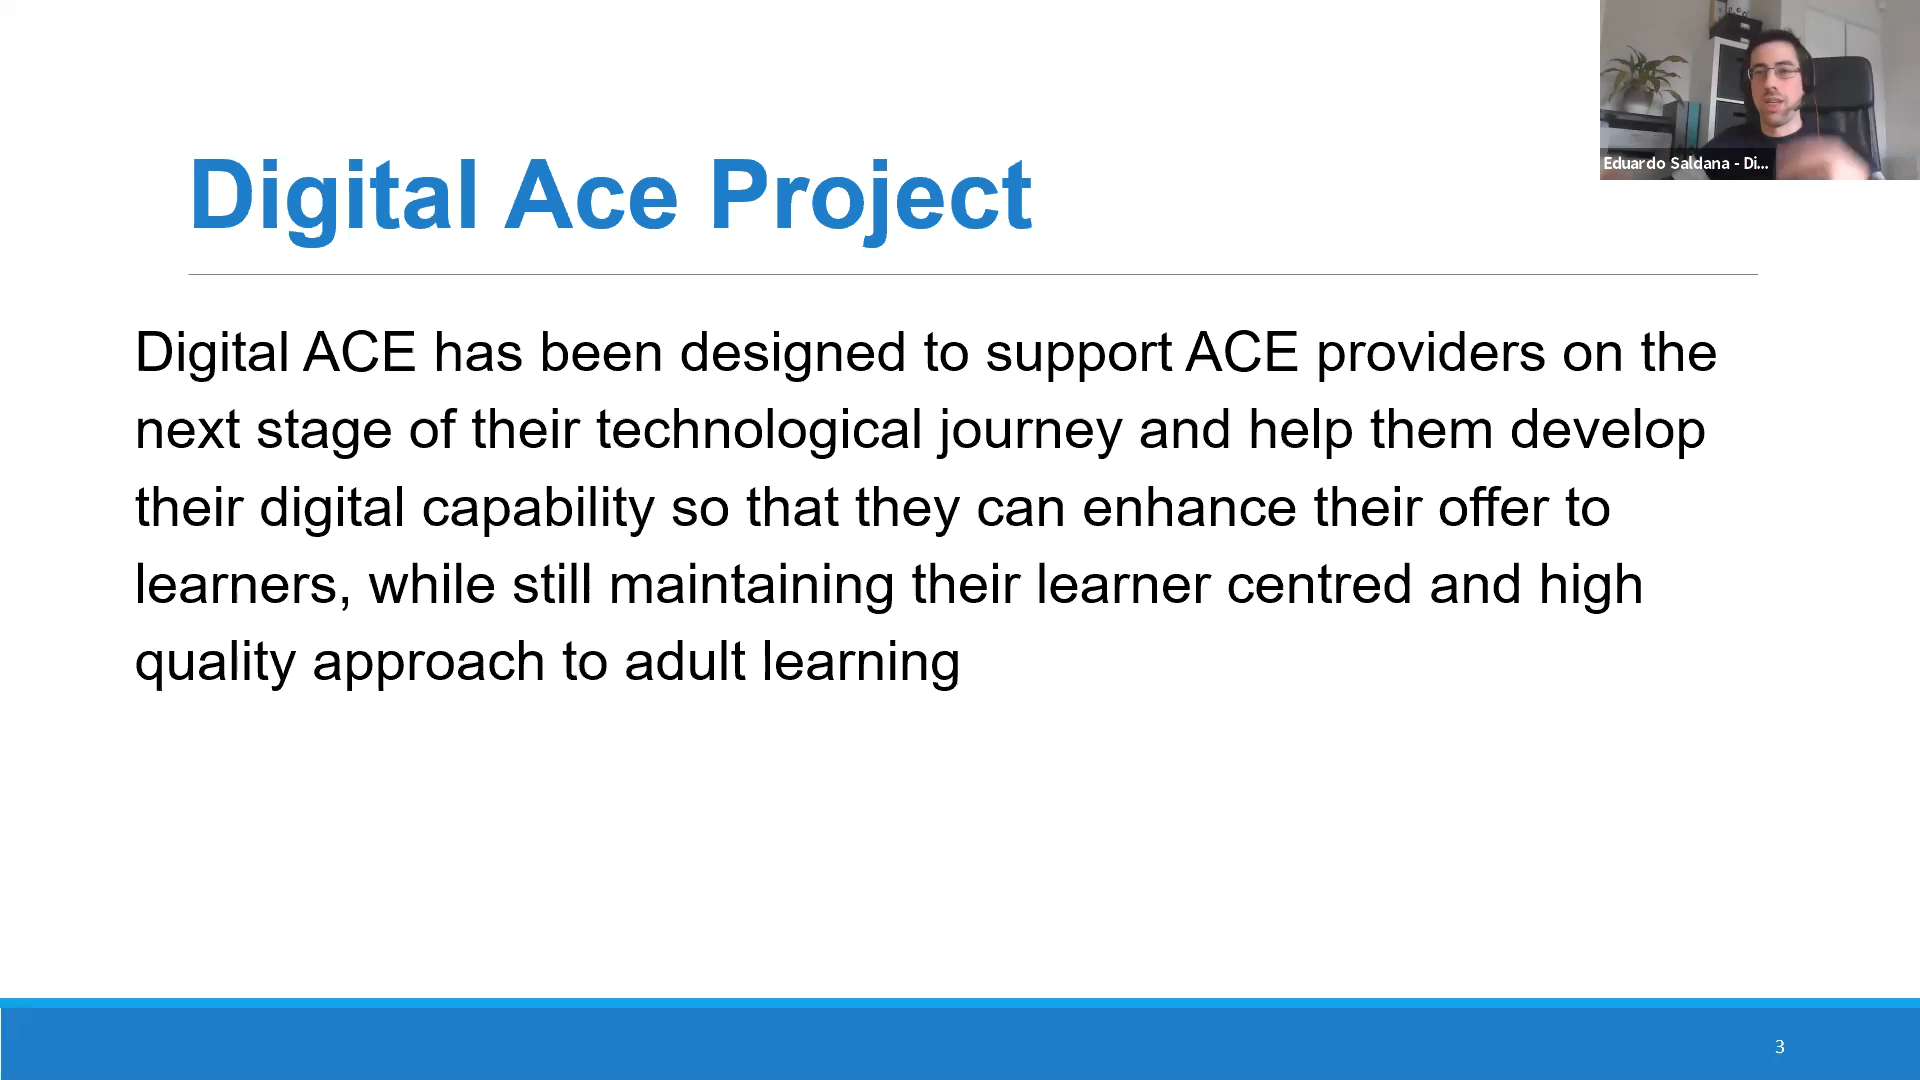 Digital Ace Project
Eduardo Saldana - Di...
Digital ACE has been designed to support ACE providers on the
next stage of their technological journey and help them develop
their digital capability so that they can enhance their offer to
learners, while still maintaining their learner centred and high
quality approach to adult learning
3